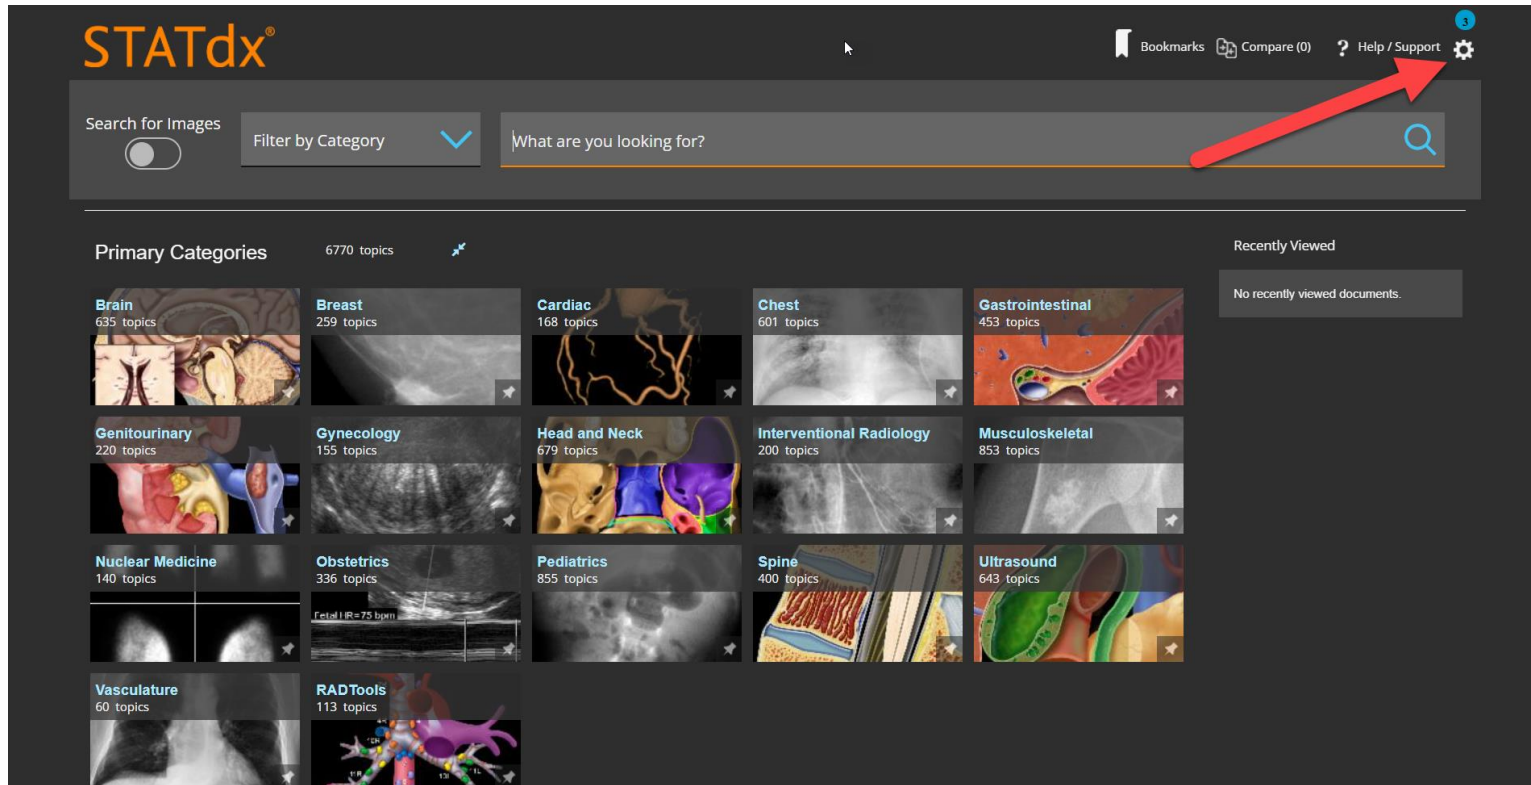 STATdx®
3
Bookmarks
Compare (0)
? Help / Support
Search for Images
Filter by Category
What are you looking for?
Primary Categories
6770 topics
Recently Viewed
No recently viewed documents.
Brain
635 topics
Breast
259 topics
Cardiac
168 topics
Chest
601 topics
Gastrointestinal
453 topics
Genitourinary
220 topics
Gynecology
155 topics
Head and Neck
679 topics
Interventional Radiology
200 topics
Musculoskeletal
853 topics
Nuclear Medicine
140 topics
Obstetrics
336 topics
Fetal HR=75 bpm
Pediatrics
855 topics
Spine
400 topics
Ultrasound
643 topics
Vasculature
60 topics
RADTools
113 topics